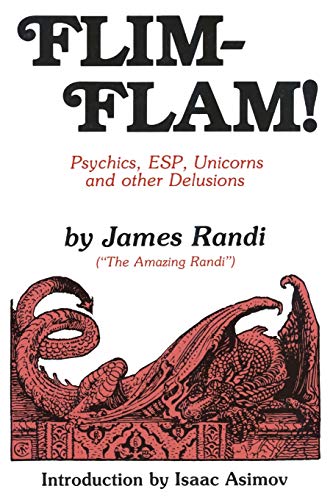 FLIM-
FLAM!
Psychics, ESP, Unicorns
and other Delusions
by James Randi
("The Amazing Randi")
Introduction by Isaac Asimov